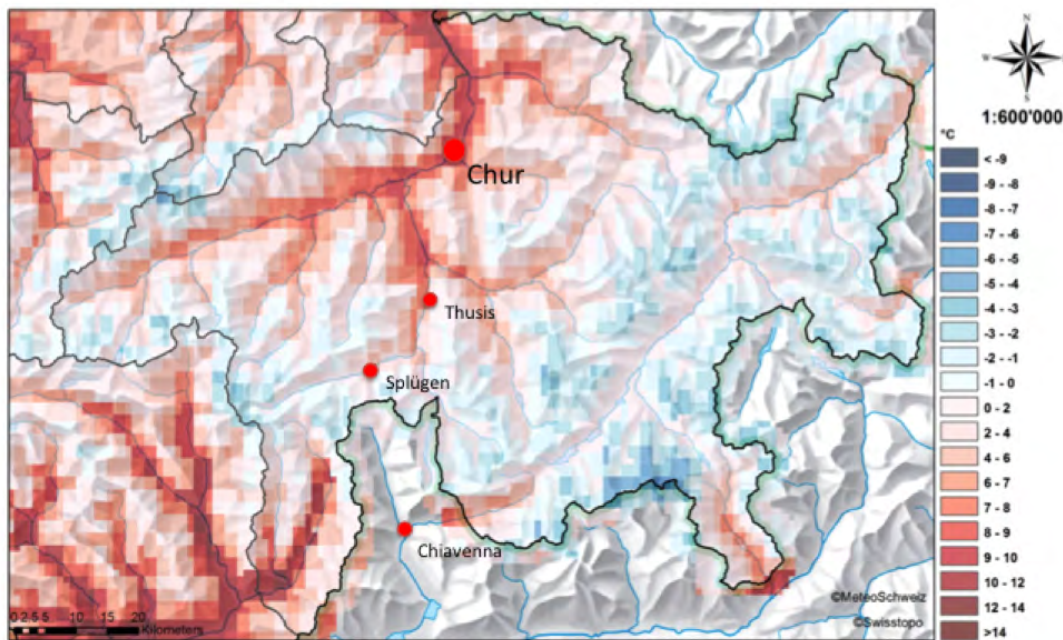 N
W
S
1:600'000
°C
< -9
-9 - -8
-8 - -7
-7 - -6
-6 - -5
-5 - -4
-4 - -3
-3 - -2
-2 - -1
-1 - 0
0 - 2
2 - 4
4 - 6
6 - 7
7 - 8
8 - 9
9 - 10
10 - 12
12 - 14
>14
Chur
Thusis
Splügen
Chiavenna
0 2.5 5 10 15 20
Kilometers
©MeteoSchweiz
©Swisstopo